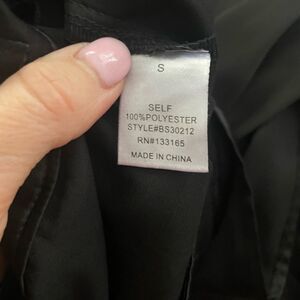 S
SELF
100%POLYESTER
STYLE#BS30212
RN#133165
MADE IN CHINA